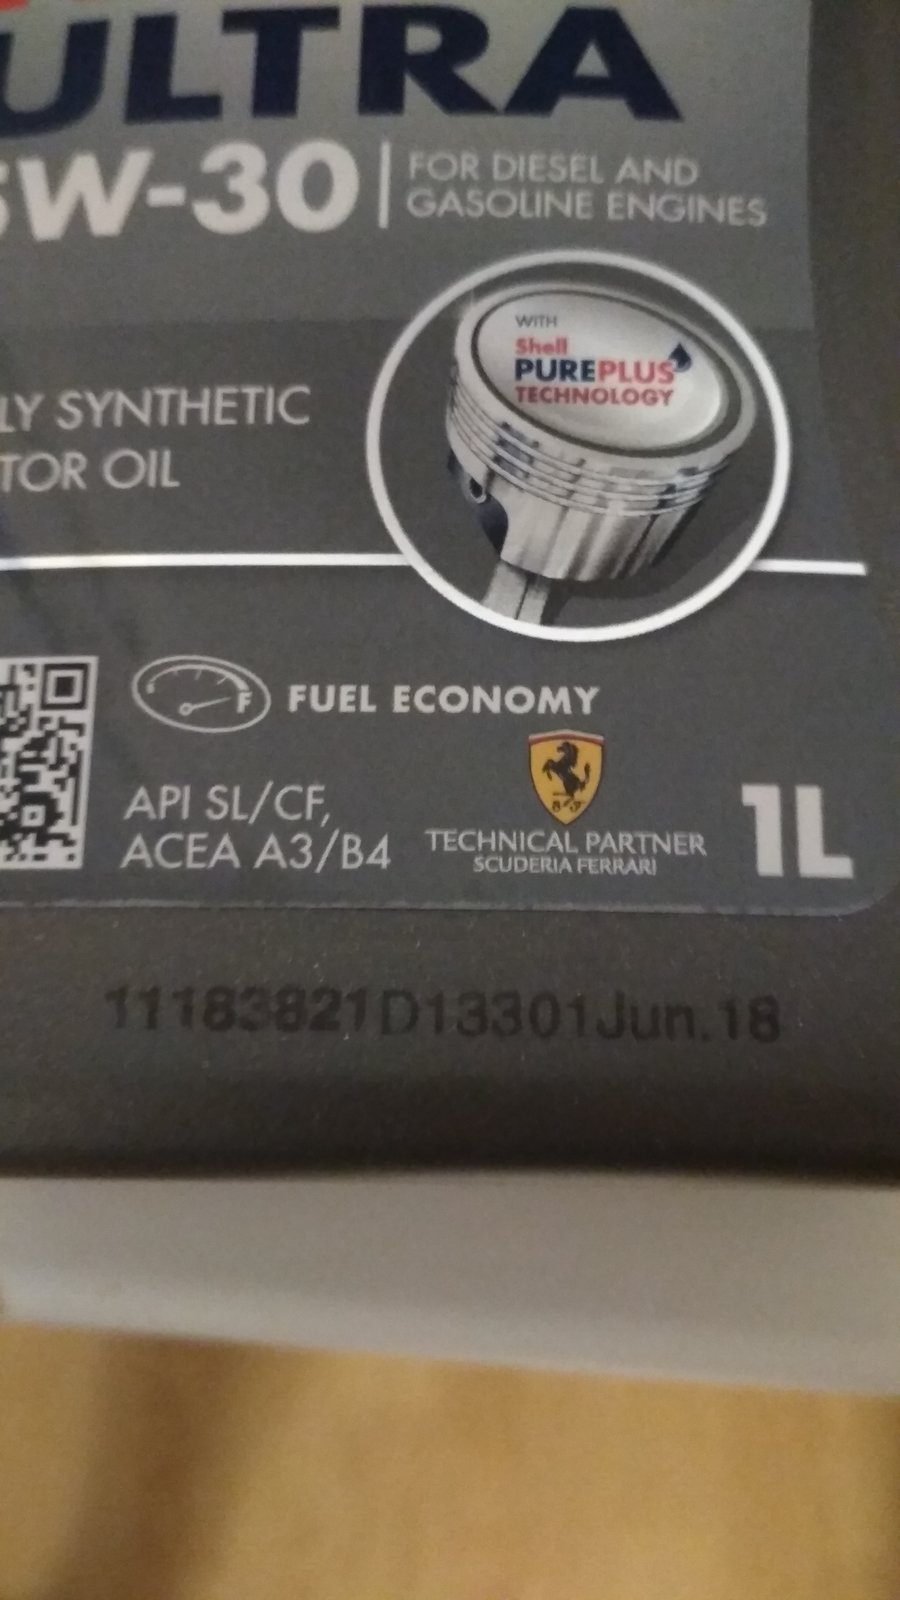 ULTRA
5W-30
FOR DIESEL AND
GASOLINE ENGINES
WITH
Shell
PUREPLUS
TECHNOLOGY
LY SYNTHETIC
TOR OIL
F FUEL ECONOMY
API SL/CF,
ACEA A3/B4
TECHNICAL PARTNER
SCUDERIA FERRARI
1L
11183821D13301Jun.18